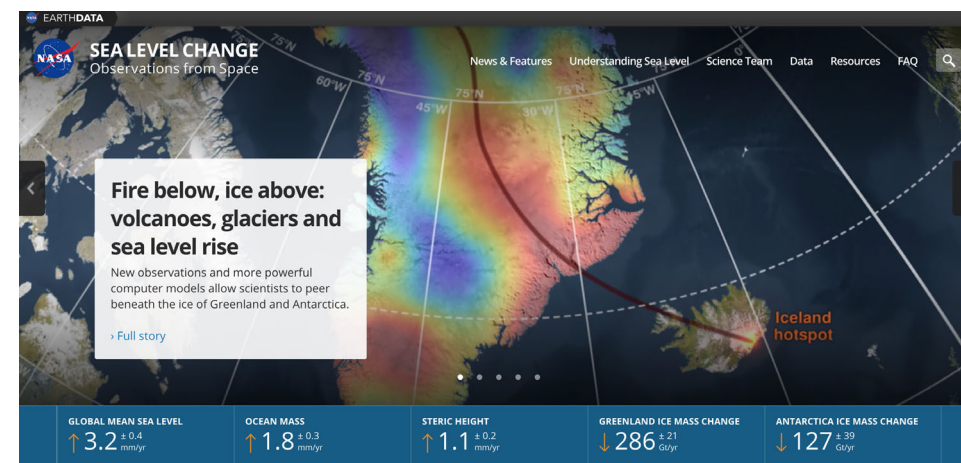 EARTHDATA
NASA
SEA LEVEL CHANGE
Observations from Space
News & Features Understanding Sea Level Science Team Data Resources FAQ
75°N
75°N
60°W
75°N
45°W
75°N
30°W
75°N
15°W
0°
Fire below, ice above:
volcanoes, glaciers and
sea level rise
New observations and more powerful
computer models allow scientists to peer
beneath the ice of Greenland and Antarctica.
› Full story
Iceland
hotspot
GLOBAL MEAN SEA LEVEL
↑ 3.2 ± 0.4
mm/yr
OCEAN MASS
↑ 1.8 ± 0.3
mm/yr
STERIC HEIGHT
↑ 1.1 ± 0.2
mm/yr
GREENLAND ICE MASS CHANGE
↓ 286 ± 21
Gt/yr
ANTARCTICA ICE MASS CHANGE
↓ 127 ± 39
Gt/yr